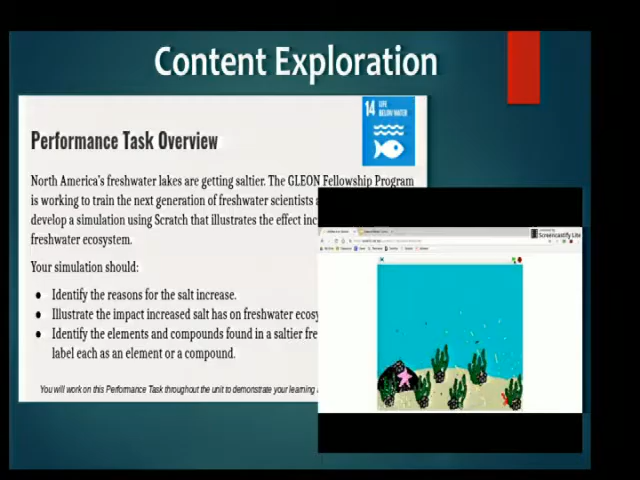 Content Exploration
14 LIFE
BELOW WATER
Performance Task Overview
North America's freshwater lakes are getting saltier. The GLEON Fellowship Program
is working to train the next generation of freshwater scientists
develop a simulation using Scratch that illustrates the effect
freshwater ecosystem.
Your simulation should:
● Identify the reasons for the salt increase.
● Illustrate the impact increased salt has on freshwater
● Identify the elements and compounds found in a saltier
label each as an element or a compound.
You will work on this Performance Task throughout the unit to demonstrate your learning
Screencastify Lite